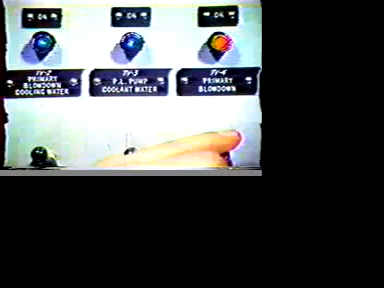 ON
ON
ON
TV-2
PRIMARY
BLOWDOWN
COOLING WATER
TV-3
P.L. PUMP
COOLANT WATER
TV-4
PRIMARY
BLOWDOWN